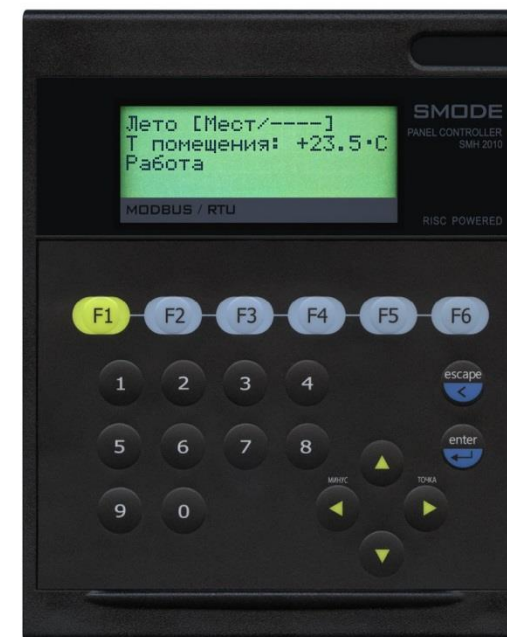 Лето [Мест/----]
Т помещения: +23.5•C
Работа
MODBUS / RTU
SMODE
PANEL CONTROLLER
SMH 2010
RISC POWERED
F1 F2 F3 F4 F5 F6
1 2 3 4
escape
5 6 7 8
enter
МИНУС ТОЧКА
9 0